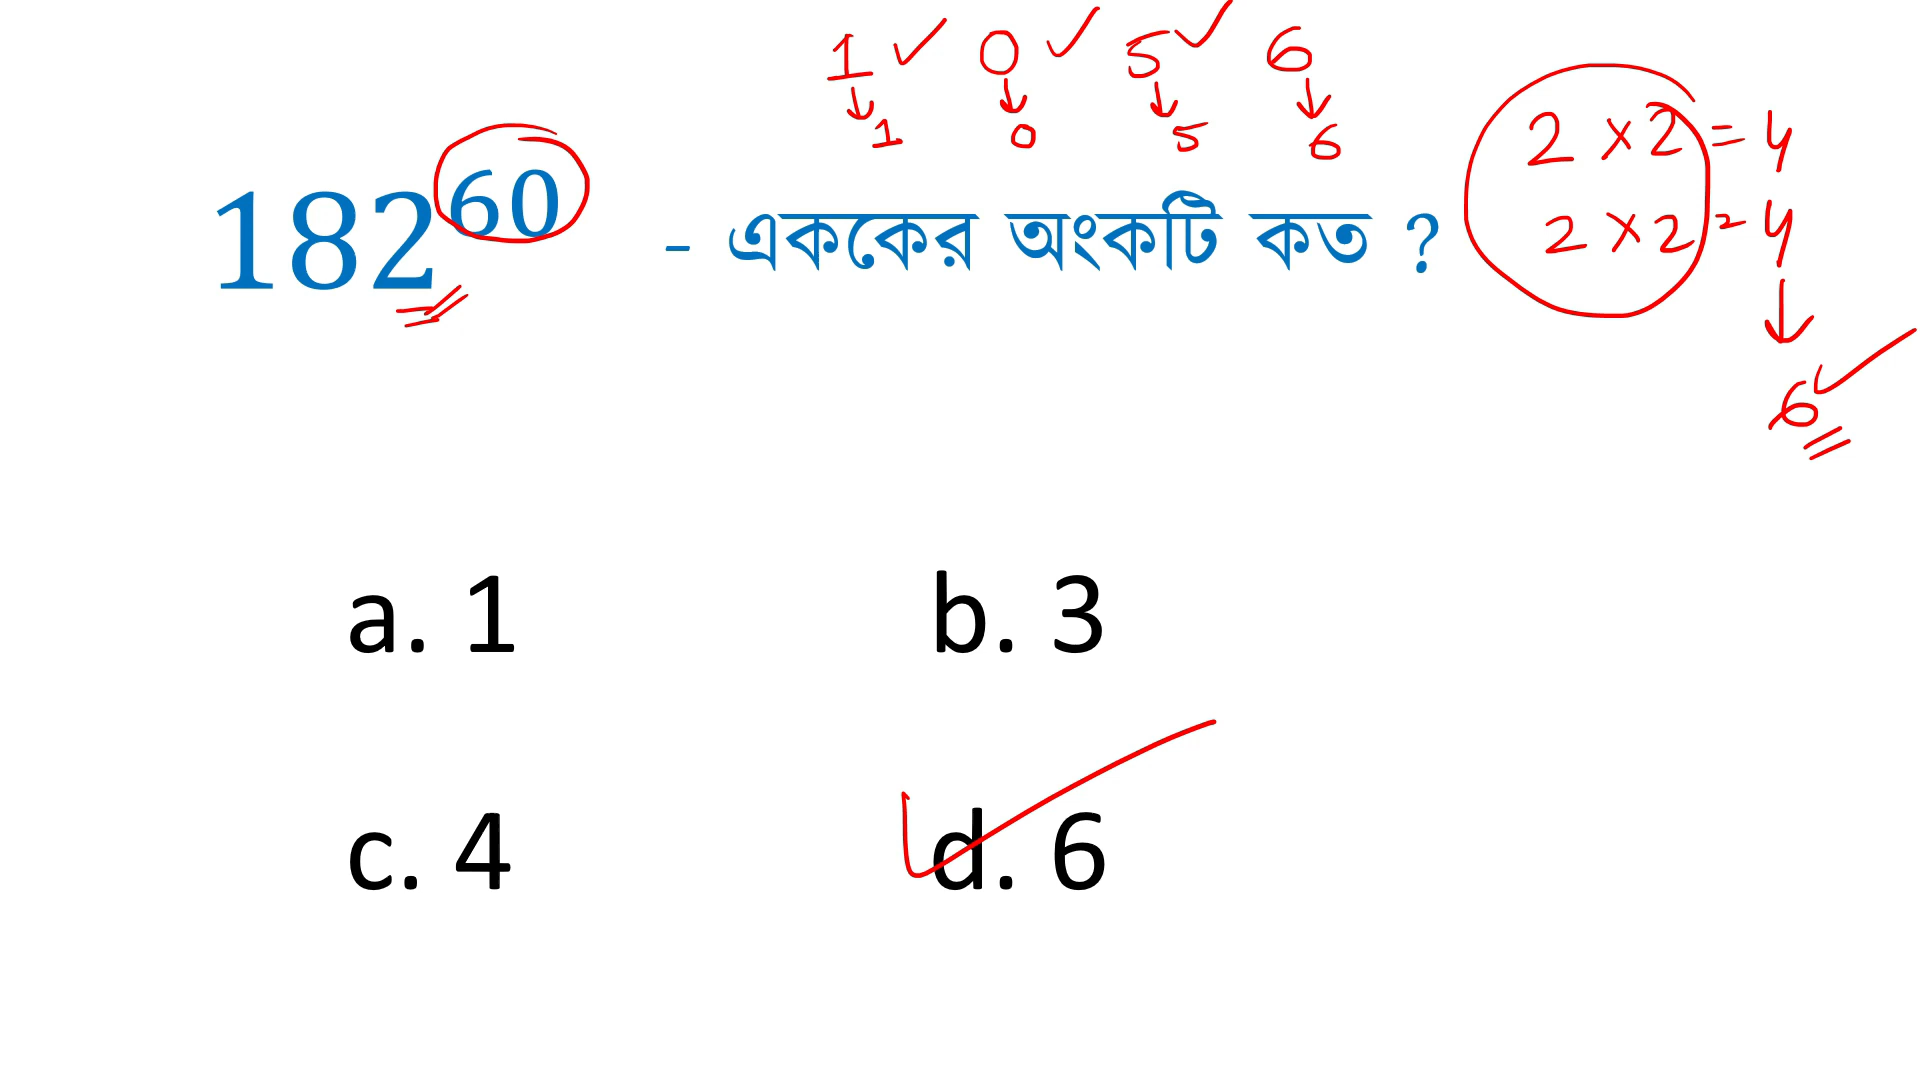 1 0 5 6
1 0 5 6
2 × 2 = 4
182⁶⁰ - এককের অংকটি কত ?
2 × 2 = 4
6
a. 1 b. 3
c. 4 d. 6